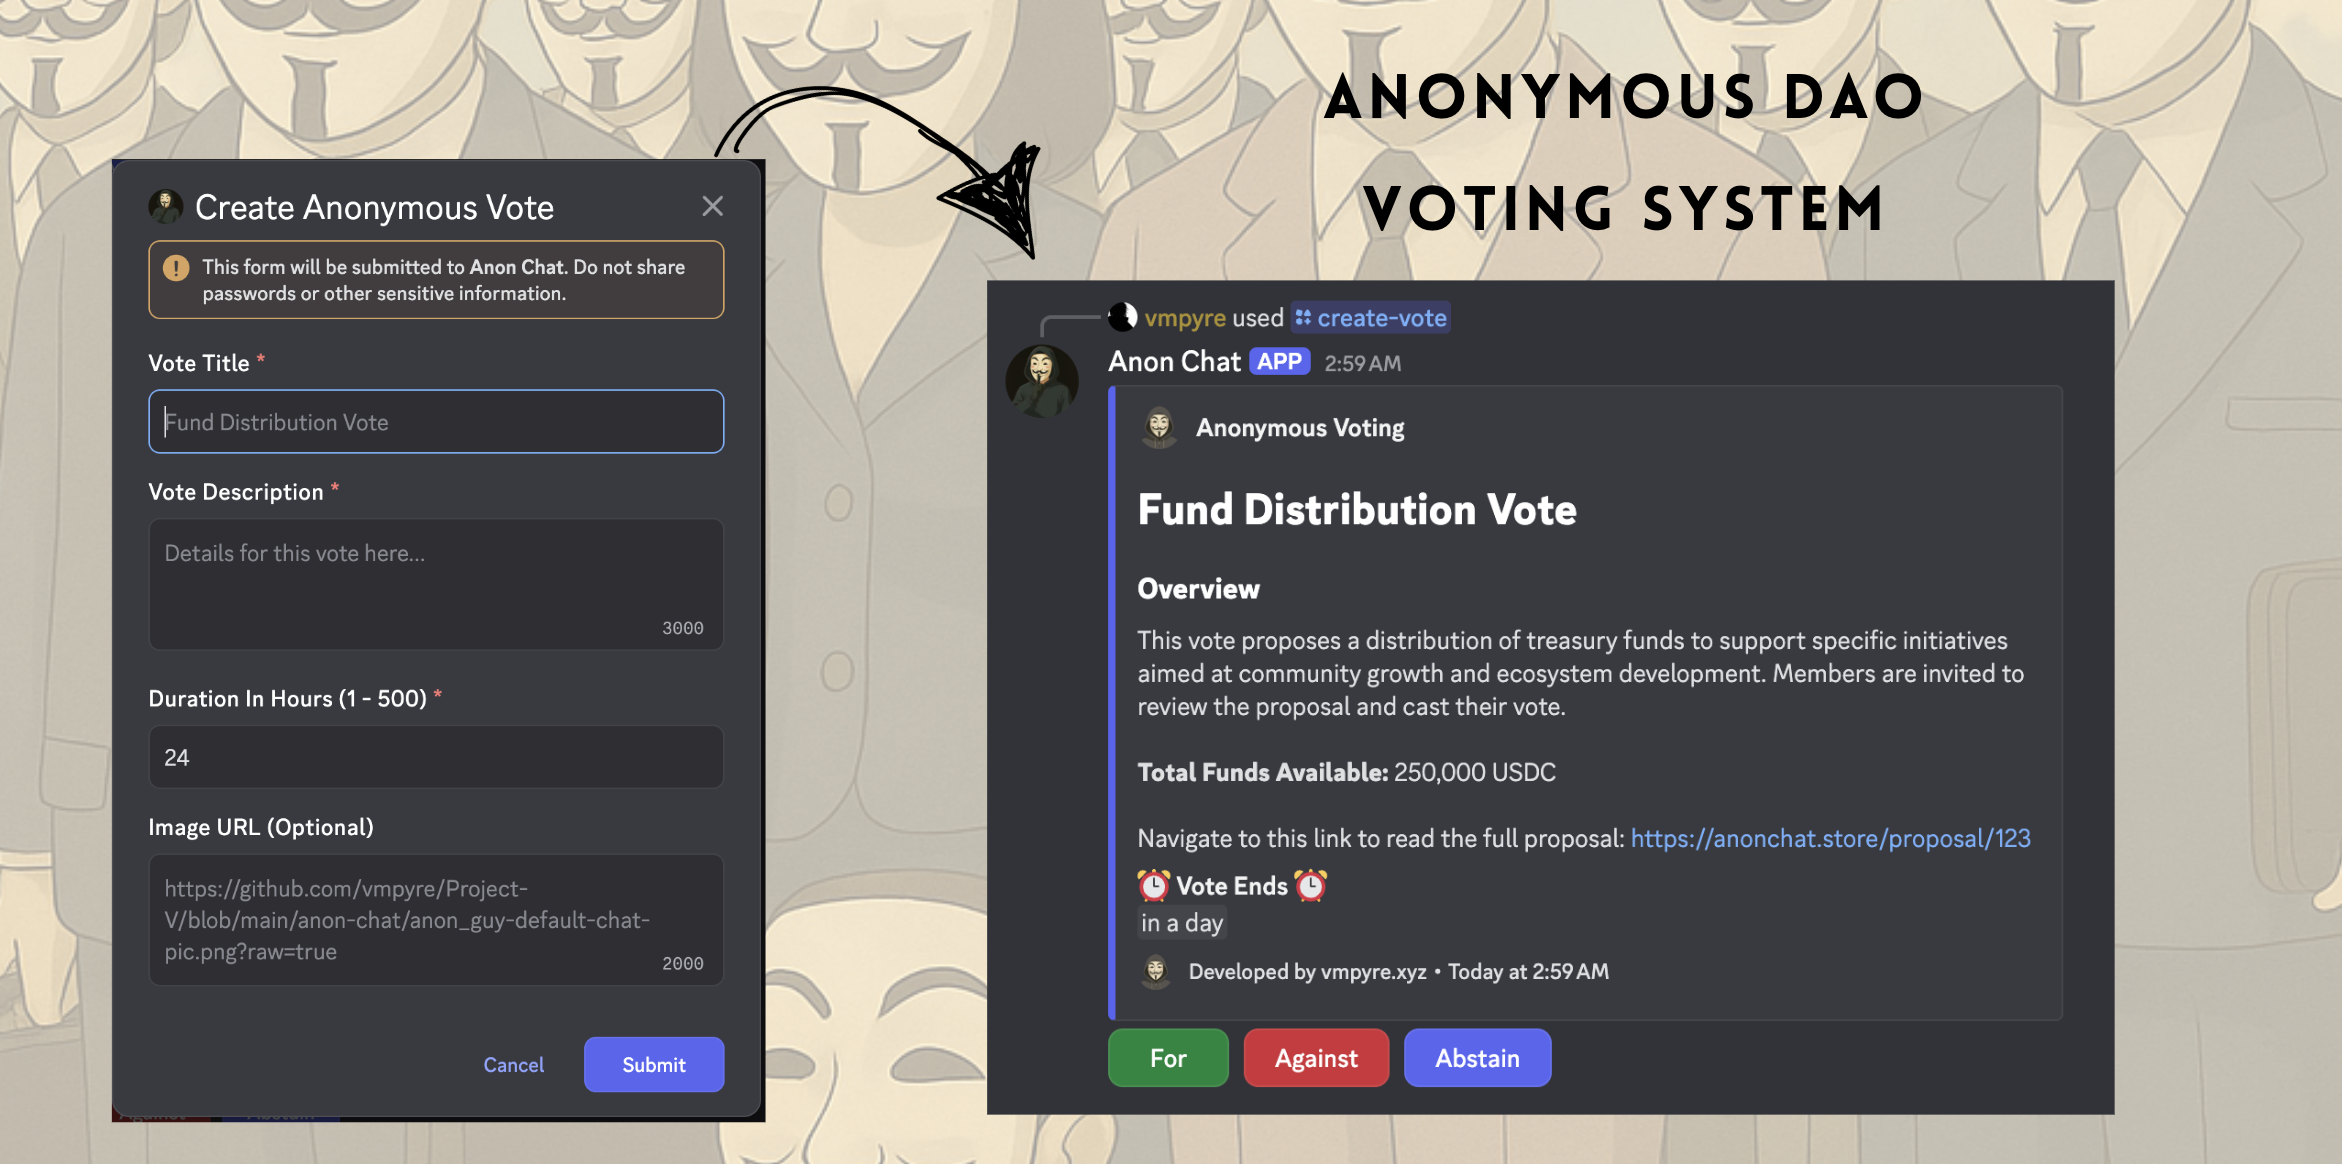 ANONYMOUS DAO
VOTING SYSTEM
Create Anonymous Vote
This form will be submitted to Anon Chat. Do not share
passwords or other sensitive information.
Vote Title *
Fund Distribution Vote
Vote Description *
Details for this vote here...
3000
Duration In Hours (1 - 500) *
24
Image URL (Optional)
https://github.com/vmpyre/Project-
V/blob/main/anon-chat/anon_guy-default-chat-
pic.png?raw=true
2000
Cancel
Submit
Against
Abstain
vmpyre used create-vote
Anon Chat APP 2:59 AM
Anonymous Voting
Fund Distribution Vote
Overview
This vote proposes a distribution of treasury funds to support specific initiatives
aimed at community growth and ecosystem development. Members are invited to
review the proposal and cast their vote.
Total Funds Available: 250,000 USDC
Navigate to this link to read the full proposal: https://anonchat.store/proposal/123
⏰ Vote Ends ⏰
in a day
Developed by vmpyre.xyz • Today at 2:59 AM
For
Against
Abstain